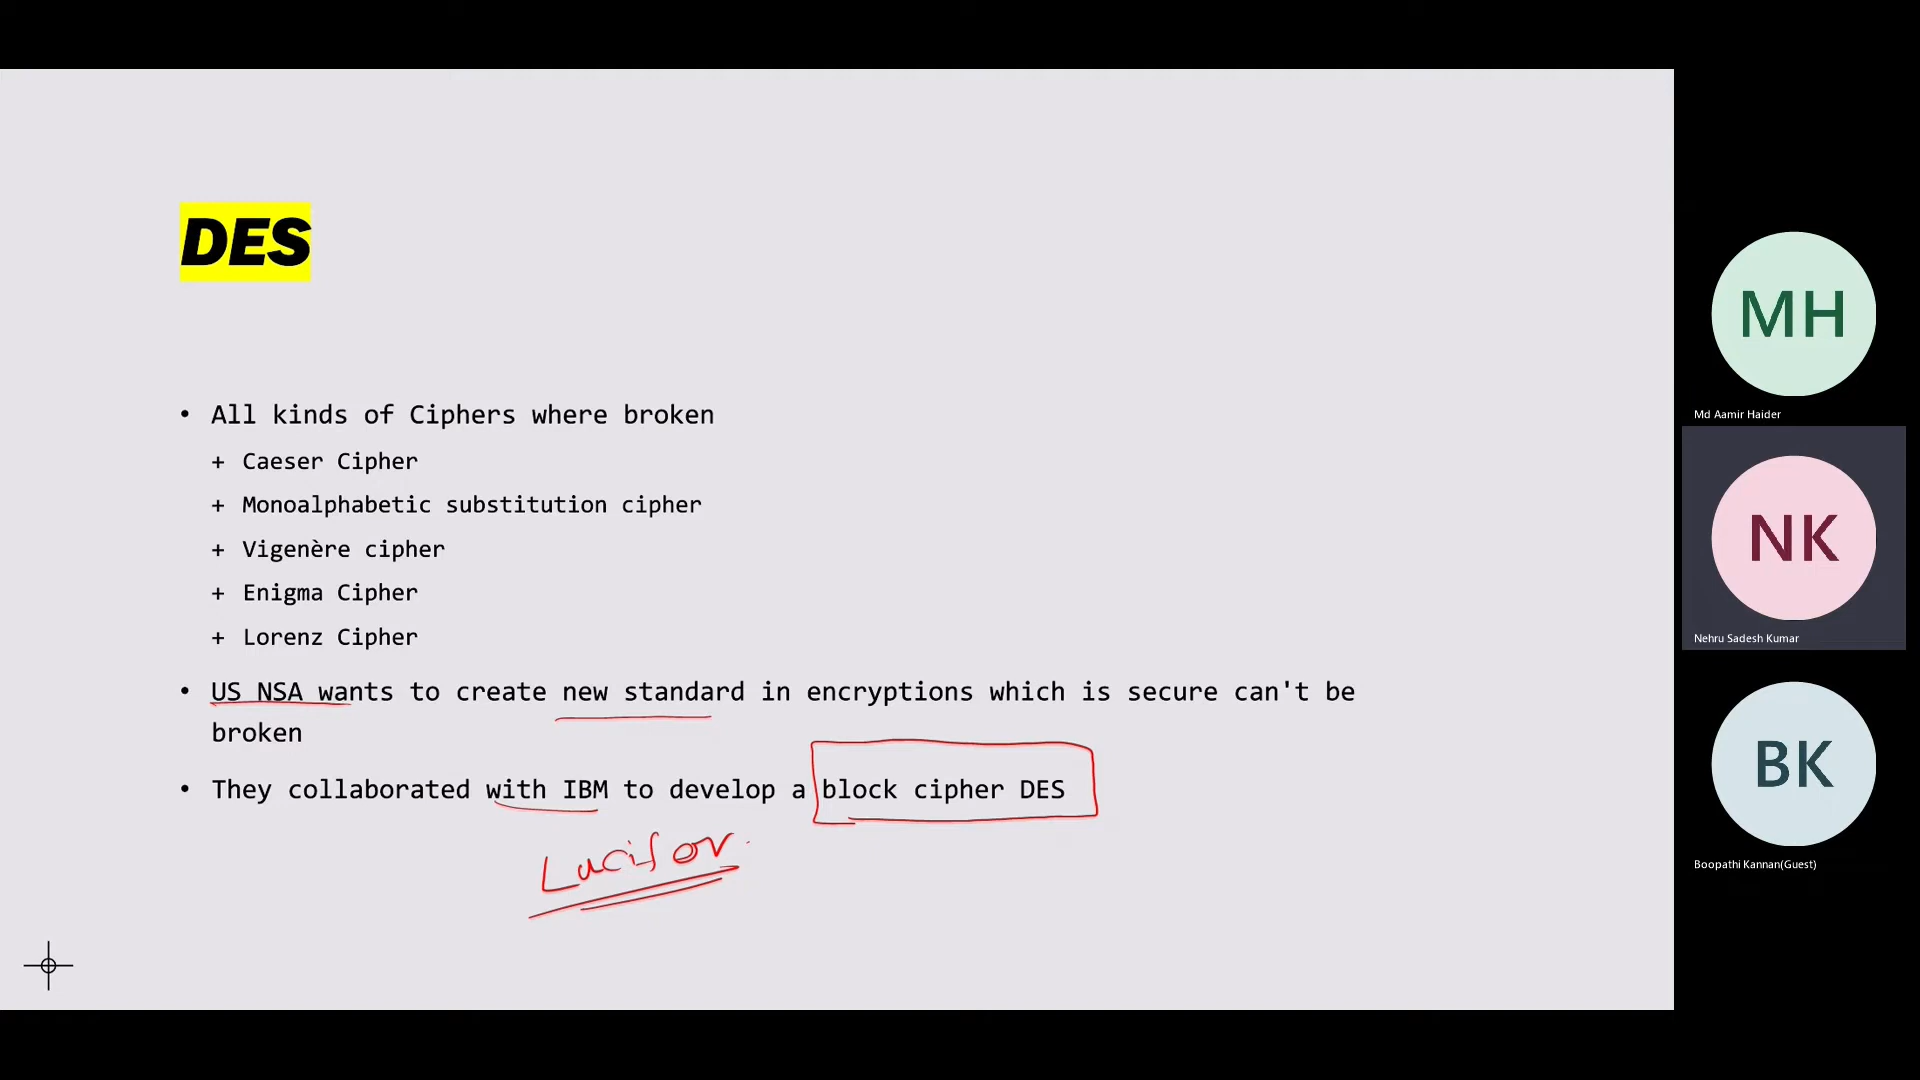 DES
• All kinds of Ciphers where broken
+ Caeser Cipher
+ Monoalphabetic substitution cipher
+ Vigenère cipher
+ Enigma Cipher
+ Lorenz Cipher
• US NSA wants to create new standard in encryptions which is secure can't be
broken
• They collaborated with IBM to develop a block cipher DES
Lucifor
MH
Md Aamir Haider
NK
Nehru Sadesh Kumar
BK
Boopathi Kannan(Guest)